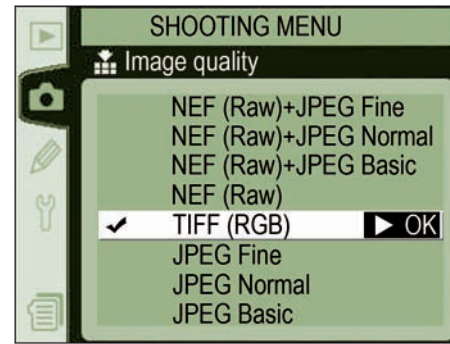 SHOOTING MENU
Image quality
NEF (Raw)+JPEG Fine
NEF (Raw)+JPEG Normal
NEF (Raw)+JPEG Basic
NEF (Raw)
TIFF (RGB) OK
JPEG Fine
JPEG Normal
JPEG Basic